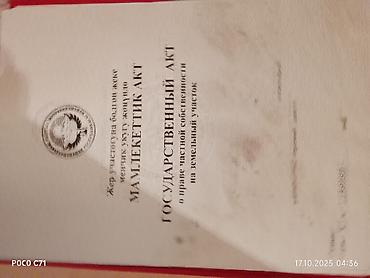 Жер участогуна болгон жеке
менчик укугу жөнүндө
МАМЛЕКЕТТИК АКТ
ГОСУДАРСТВЕННЫЙ АКТ
о праве частной собственности
на земельный участок
POCO C71
17.10.2025 04:36